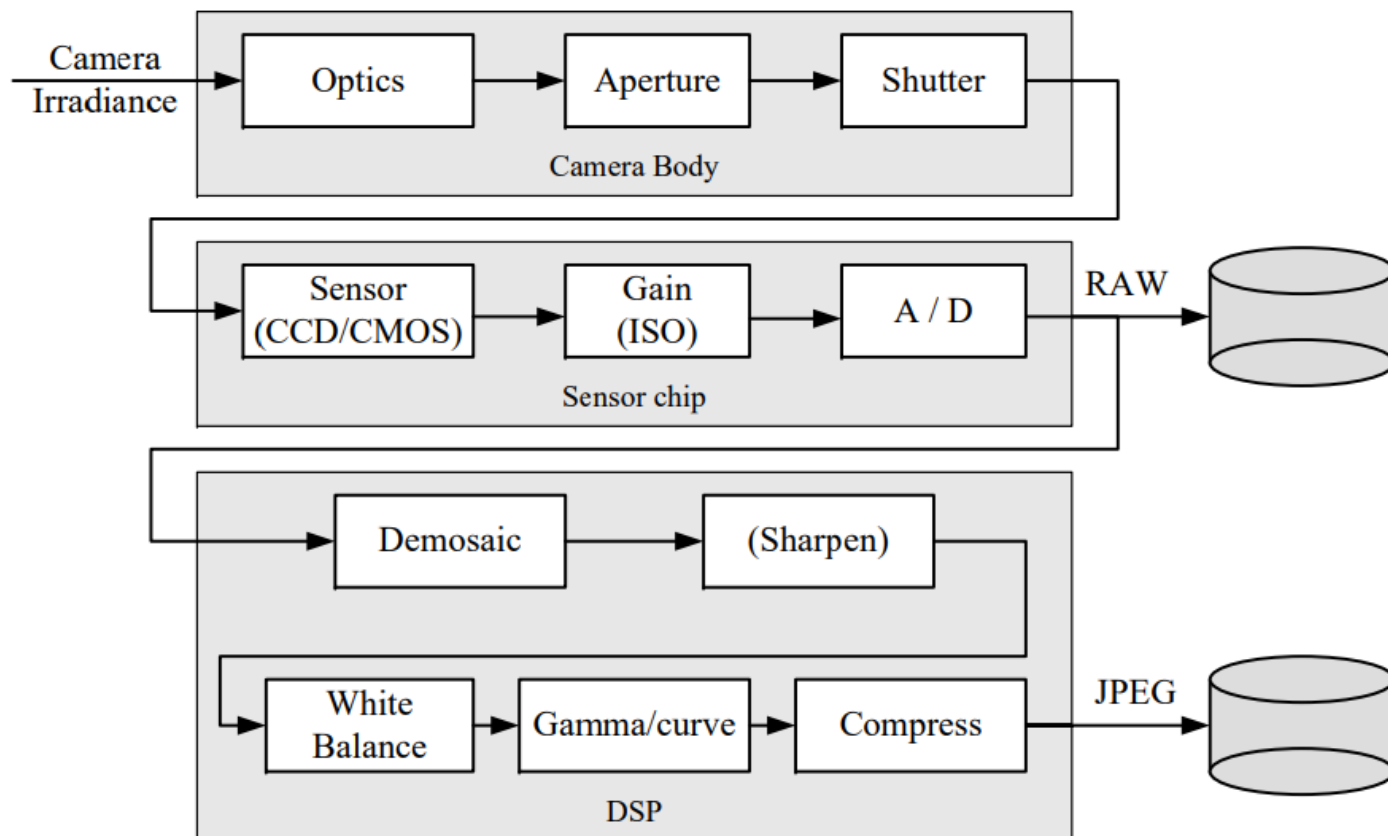 Camera
Irradiance
Optics
Aperture
Shutter
Camera Body
Sensor
(CCD/CMOS)
Gain
(ISO)
A / D
RAW
Sensor chip
Demosaic
(Sharpen)
White
Balance
Gamma/curve
Compress
JPEG
DSP